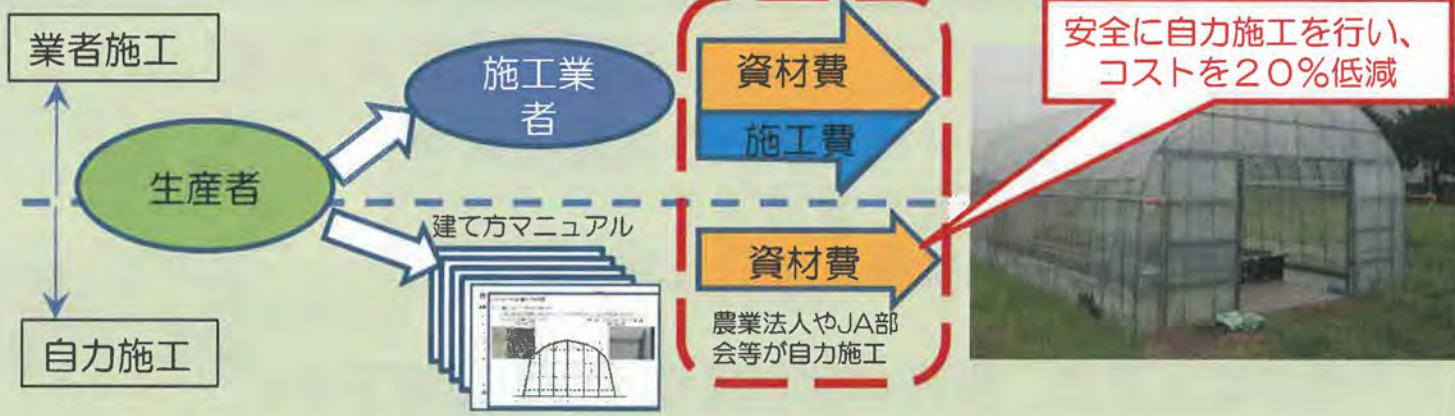 業者施工
生産者
自力施工
施工業
者
建て方マニュアル
資材費
施工費
資材費
農業法人やJA部
会等が自力施工
安全に自力施工を行い、
コストを20%低減